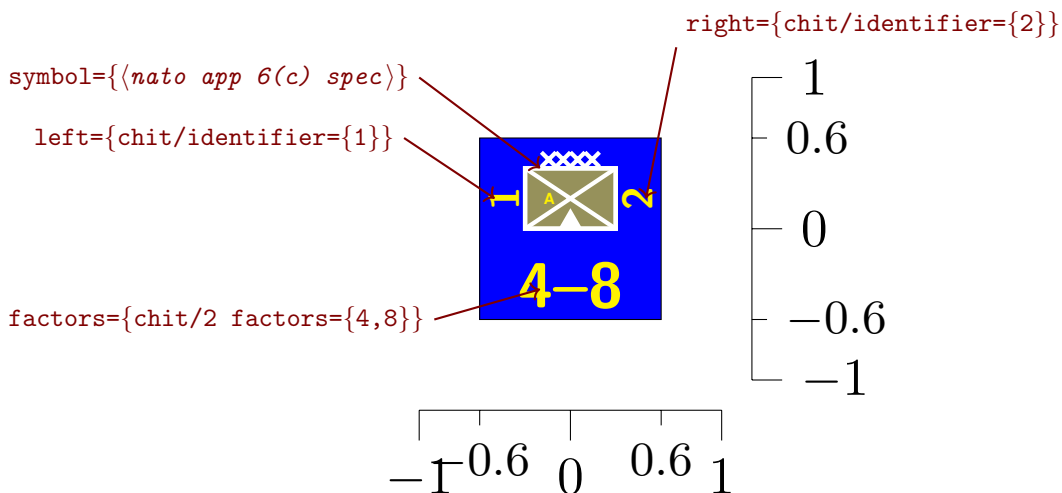 right={chit/identifier={2}}
symbol={⟨nato app 6(c) spec⟩}
left={chit/identifier={1}}
1
A
2
4−8
factors={chit/2 factors={4,8}}
1
0.6
0
−0.6
−1
−1
−0.6
0
0.6
1